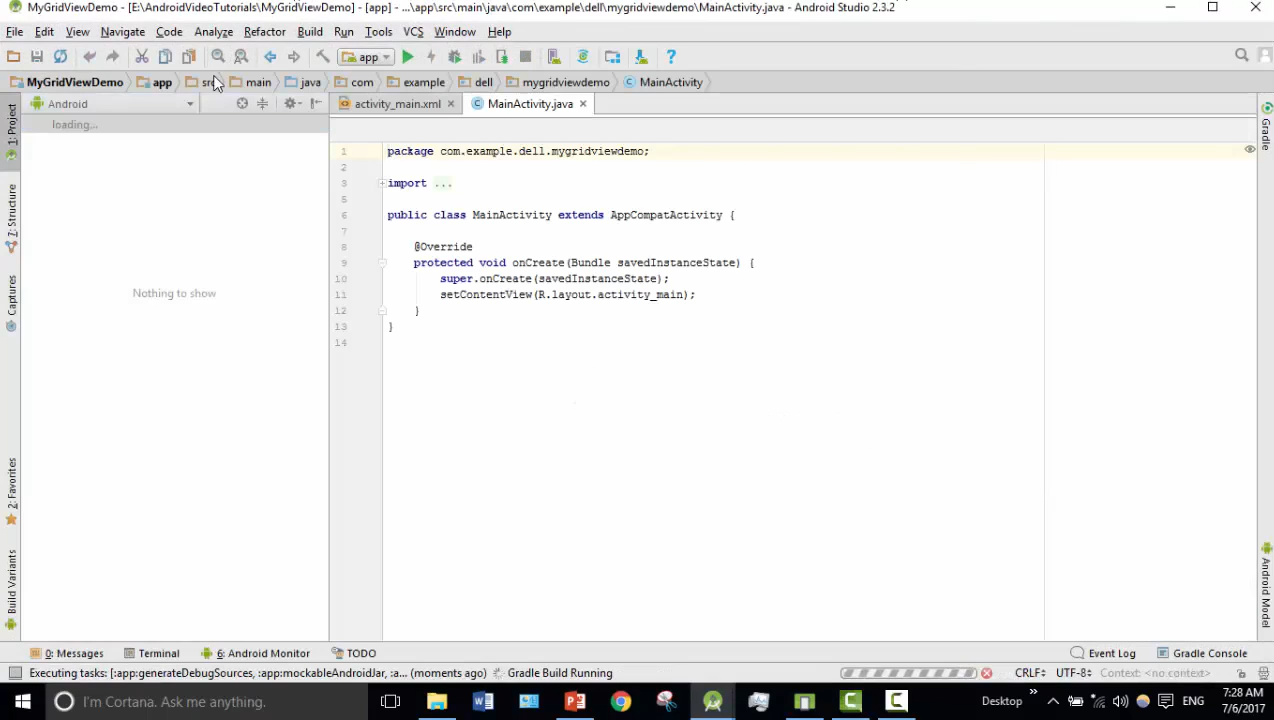 MyGridViewDemo - [E:\AndroidVideoTutorials\MyGridViewDemo] - [app] - ...\app\src\main\java\com\example\dell\mygridviewdemo\MainActivity.java - Android Studio 2.3.2
File Edit View Navigate Code Analyze Refactor Build Run Tools VCS Window Help
app
MyGridViewDemo app src main java com example dell mygridviewdemo MainActivity
Android
activity_main.xml MainActivity.java
loading...
Nothing to show
1: Project
7: Structure
Captures
2: Favorites
Build Variants
1 package com.example.dell.mygridviewdemo;
2
3 import ...
5
6 public class MainActivity extends AppCompatActivity {
7
8 @Override
9 protected void onCreate(Bundle savedInstanceState) {
10 super.onCreate(savedInstanceState);
11 setContentView(R.layout.activity_main);
12 }
13 }
14
Gradle
Android Model
0: Messages Terminal 6: Android Monitor TODO Event Log Gradle Console
Executing tasks: [:app:generateDebugSources, :app:mockableAndroidJar, :a... (moments ago) Gradle Build Running CRLF UTF-8 Context: <no context>
I'm Cortana. Ask me anything. Desktop ENG 7:28 AM
7/6/2017